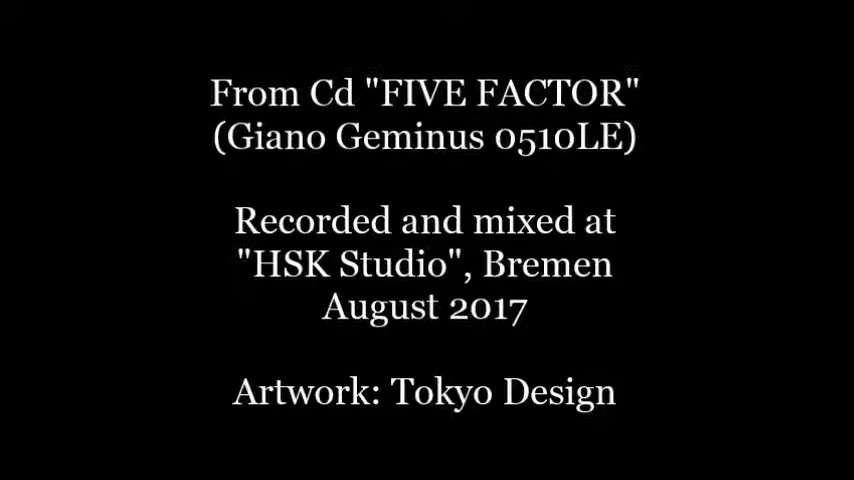 From Cd "FIVE FACTOR"
(Giano Geminus 0510LE)
Recorded and mixed at
"HSK Studio", Bremen
August 2017
Artwork: Tokyo Design